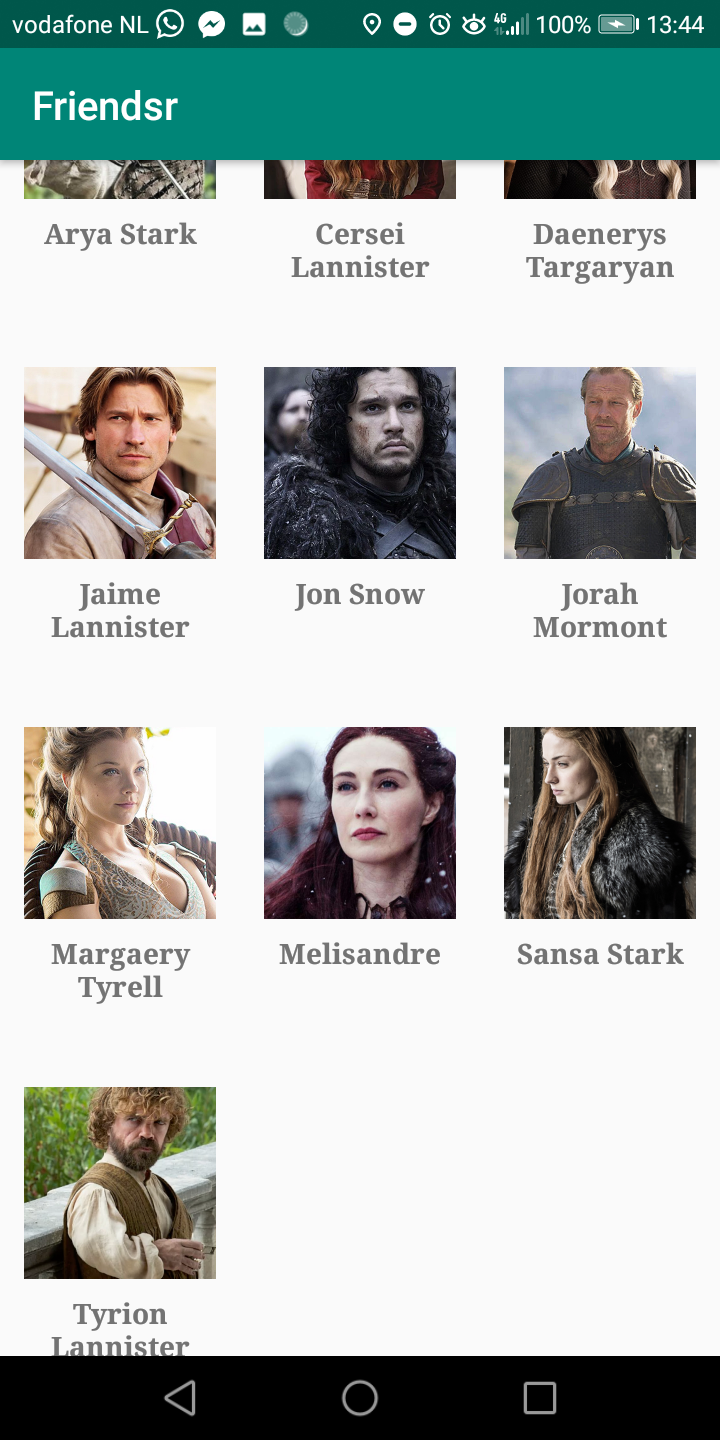 vodafone NL 4G 100% 13:44
Friendsr
Arya Stark
Cersei
Lannister
Daenerys
Targaryan
Jaime
Lannister
Jon Snow
Jorah
Mormont
Margaery
Tyrell
Melisandre
Sansa Stark
Tyrion
Lannister